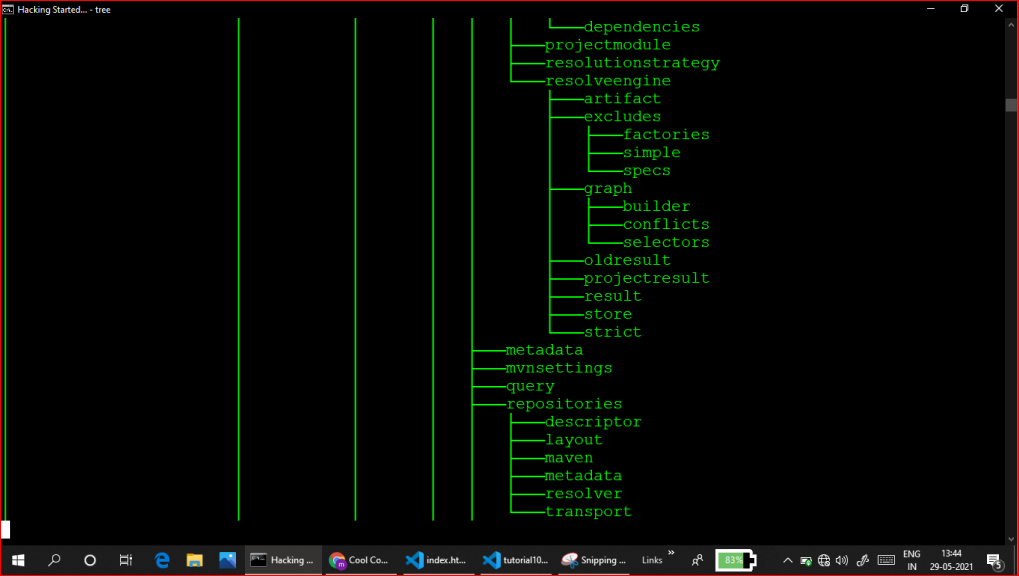 Hacking Started... - tree
dependencies
projectmodule
resolutionstrategy
resolveengine
artifact
excludes
factories
simple
specs
graph
builder
conflicts
selectors
oldresult
projectresult
result
store
strict
metadata
mvnsettings
query
repositories
descriptor
layout
maven
metadata
resolver
transport
Hacking ...
Cool Co...
index.ht...
tutorial10...
Snipping ...
Links
83%
ENG
IN
13:44
29-05-2021
5